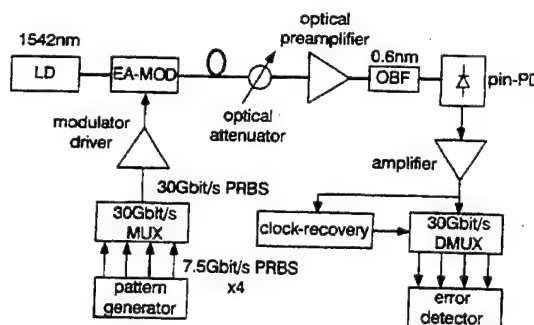 1542nm
LD
EA-MOD
optical
preamplifier
0.6nm
OBF
pin-PD
optical
attenuator
modulator
driver
amplifier
30Gbit/s PRBS
30Gbit/s
MUX
clock-recovery
30Gbit/s
DMUX
7.5Gbit/s PRBS
x4
pattern
generator
error
detector